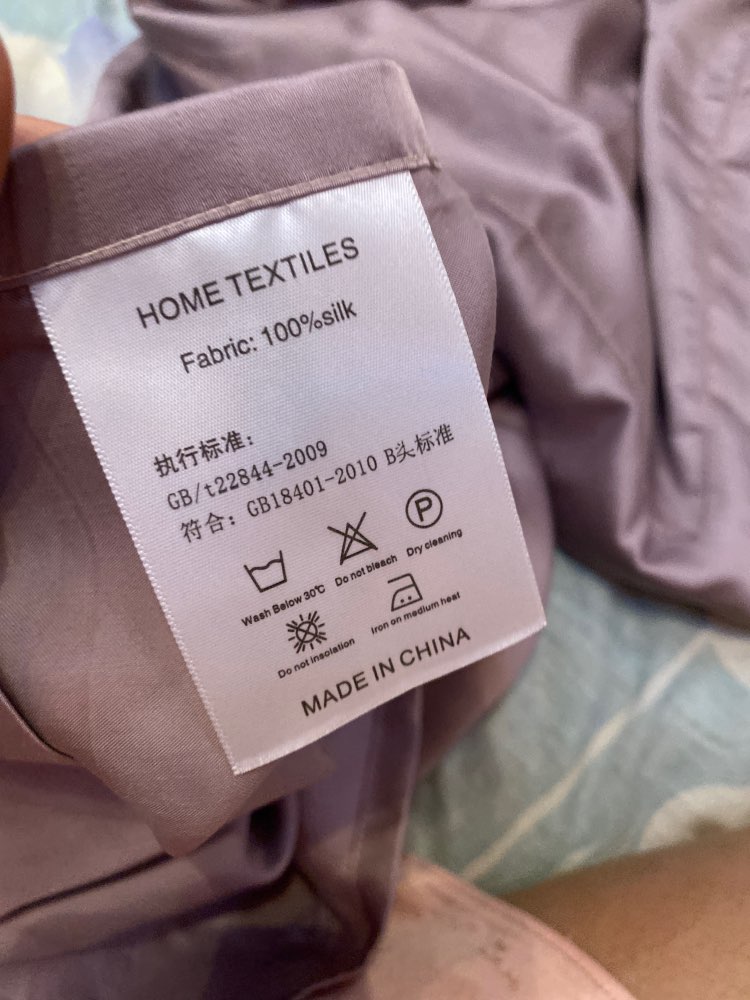 HOME TEXTILES
Fabric: 100%silk
执行标准:
GB/t22844-2009
符合: GB18401-2010 B头标准
Wash Below 30℃
Do not bleach
P
Dry cleaning
Do not insolation
Iron on medium heat
MADE IN CHINA